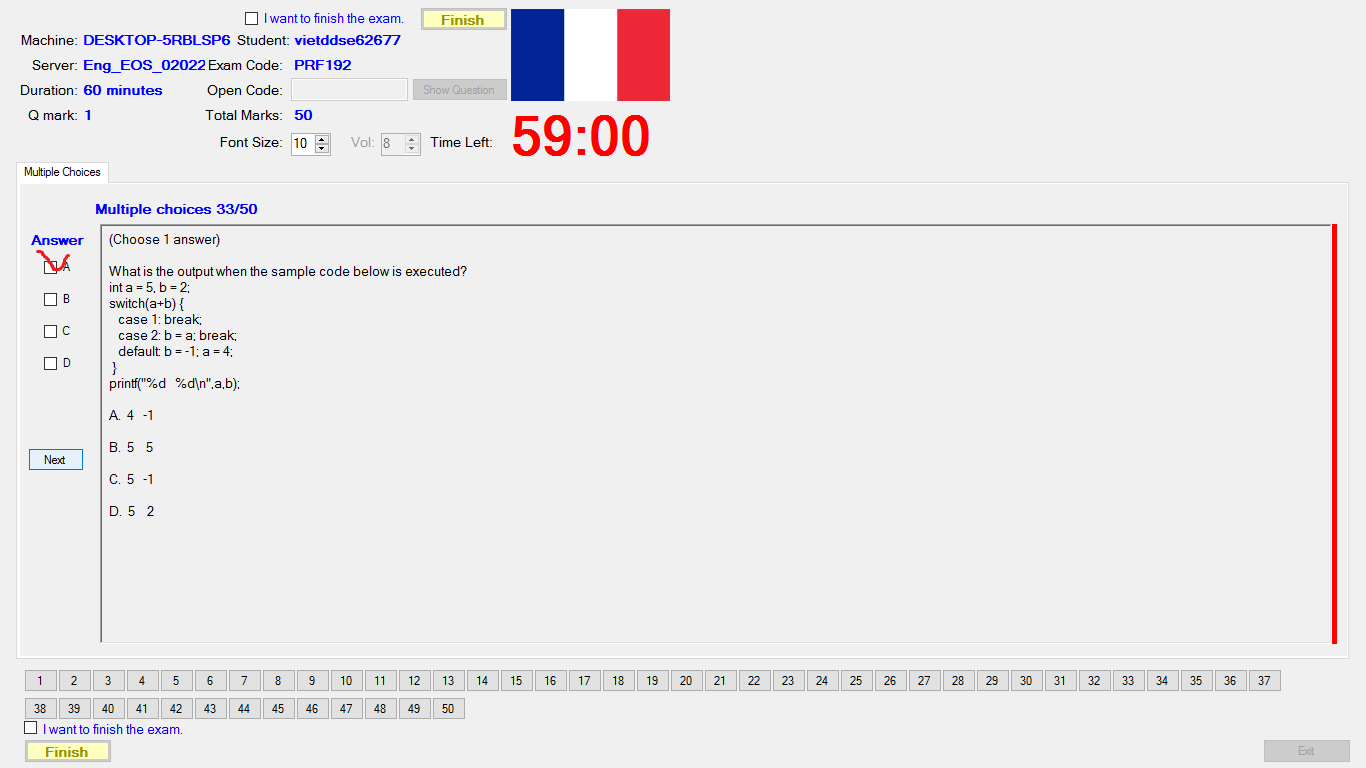 I want to finish the exam. Finish
Machine: DESKTOP-5RBLSP6 Student: vietddse62677
Server: Eng_EOS_02022 Exam Code: PRF192
Duration: 60 minutes Open Code: Show Question
Q mark: 1 Total Marks: 50
Font Size: 10 Vol: 8 Time Left: 59:00
Multiple Choices
Multiple choices 33/50
Answer
A
B
C
D
Next
(Choose 1 answer)
What is the output when the sample code below is executed?
int a = 5, b = 2;
switch(a+b) {
case 1: break;
case 2: b = a; break;
default: b = -1; a = 4;
}
printf("%d   %d\n",a,b);
A. 4   -1
B. 5   5
C. 5   -1
D. 5   2
1 2 3 4 5 6 7 8 9 10 11 12 13 14 15 16 17 18 19 20 21 22 23 24 25 26 27 28 29 30 31 32 33 34 35 36 37
38 39 40 41 42 43 44 45 46 47 48 49 50
I want to finish the exam.
Finish Exit